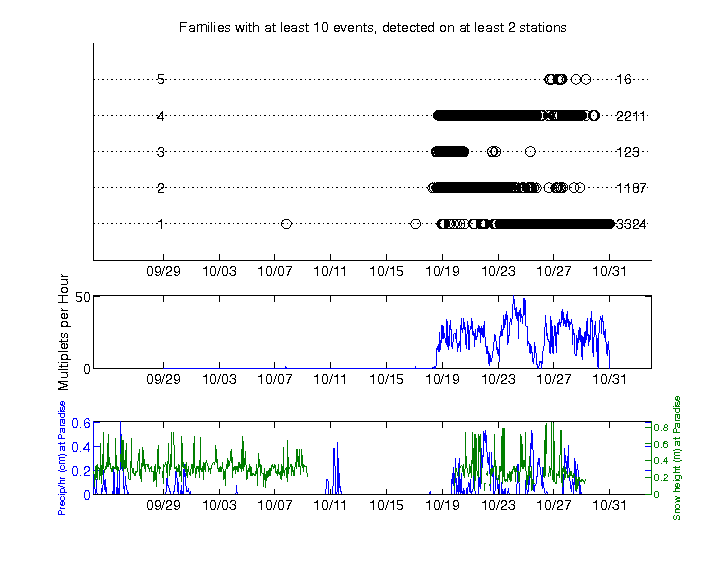 Families with at least 10 events, detected on at least 2 stations
5 16
4 2211
3 123
2 1187
1 3324
09/29 10/03 10/07 10/11 10/15 10/19 10/23 10/27 10/31
Multiplets per Hour
50
0
09/29 10/03 10/07 10/11 10/15 10/19 10/23 10/27 10/31
Precip/hr (cm) at Paradise
0.6
0.4
0.2
0
Snow height (m) at Paradise
0.8
0.6
0.4
0.2
0
09/29 10/03 10/07 10/11 10/15 10/19 10/23 10/27 10/31